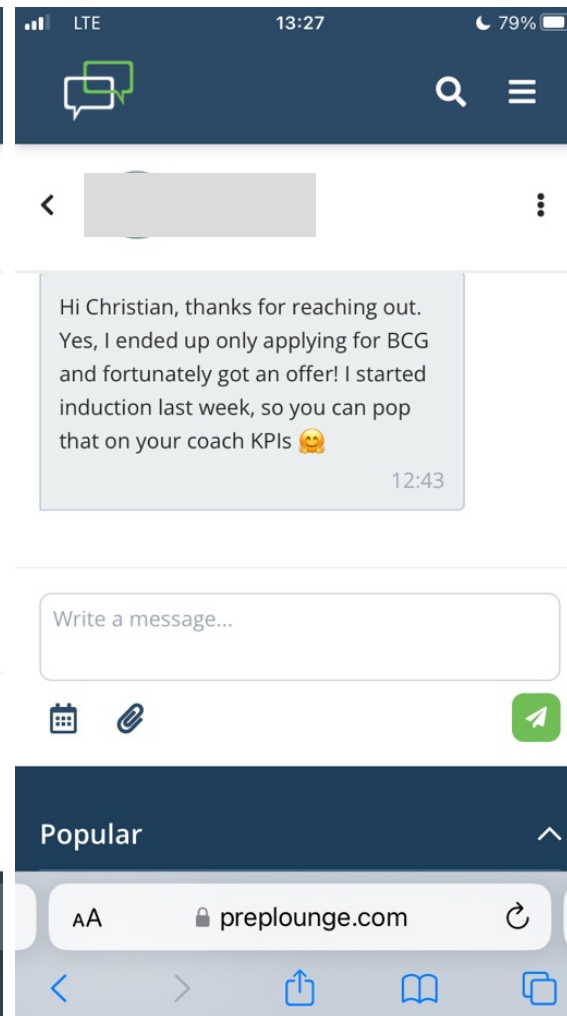 LTE 13:27 79%
Hi Christian, thanks for reaching out.
Yes, I ended up only applying for BCG
and fortunately got an offer! I started
induction last week, so you can pop
that on your coach KPIs 🤗
12:43
Write a message...
Popular
AA preplounge.com